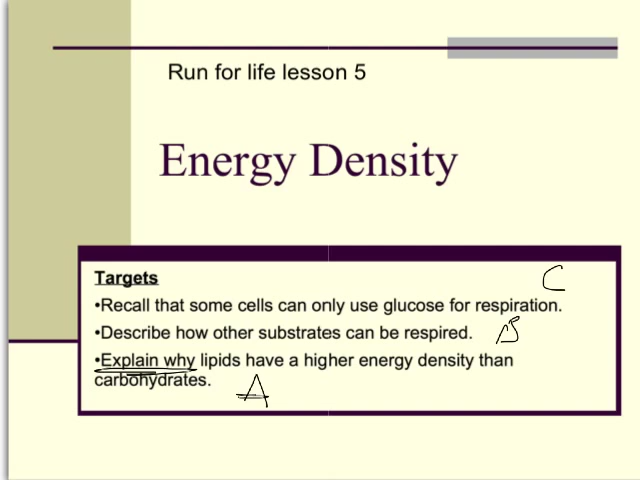 Run for life lesson 5
Energy Density
Targets
C
•Recall that some cells can only use glucose for respiration.
•Describe how other substrates can be respired. B
•Explain why lipids have a higher energy density than
carbohydrates. A